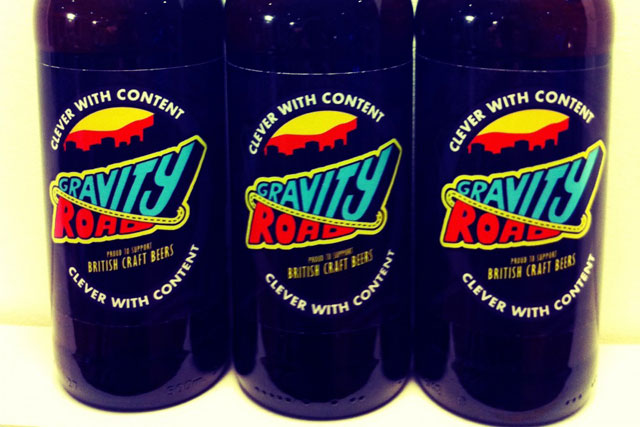 CLEVER WITH CONTENT
GRAVITY
ROAD
PROUD TO SUPPORT
BRITISH CRAFT BEERS
CLEVER WITH CONTENT
CLEVER WITH CONTENT
GRAVITY
ROAD
PROUD TO SUPPORT
BRITISH CRAFT BEERS
CLEVER WITH CONTENT
CLEVER WITH CONTENT
GRAVITY
ROAD
PROUD TO SUPPORT
BRITISH CRAFT BEERS
CLEVER WITH CONTENT